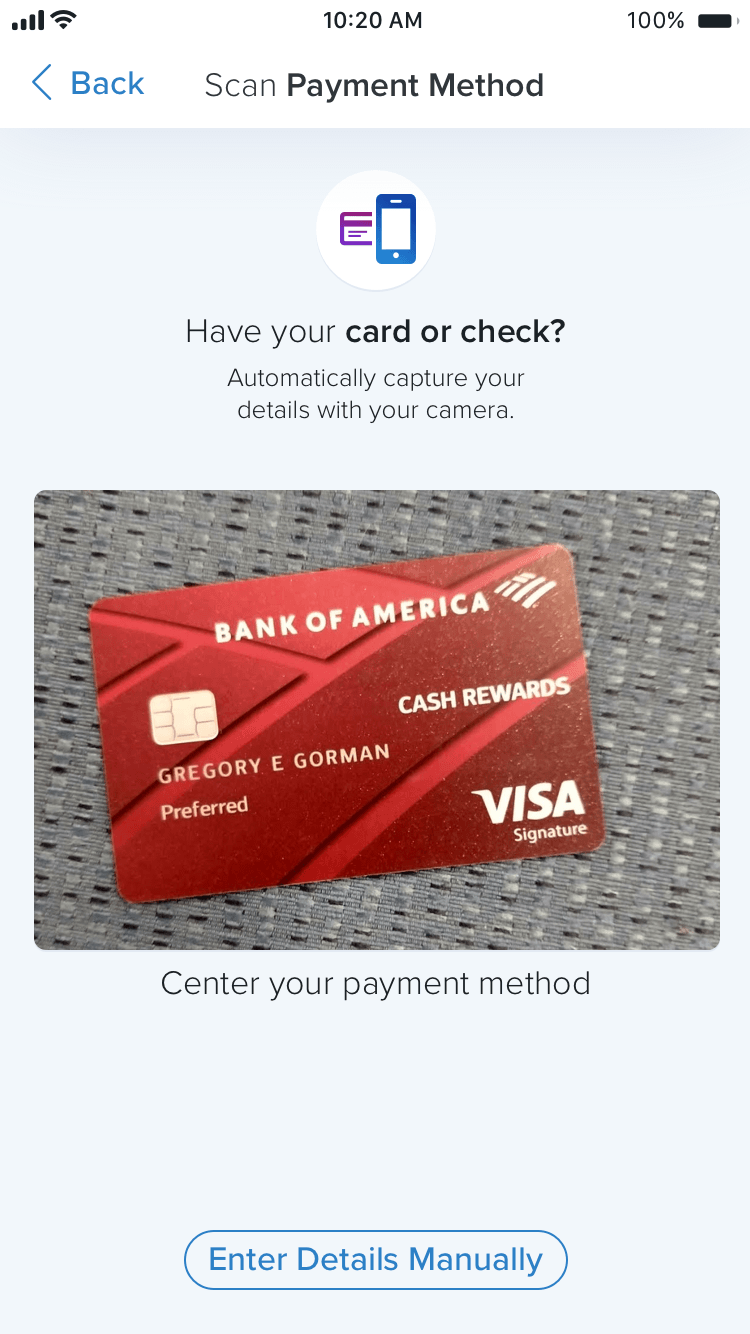 10:20 AM
100%
Back
Scan Payment Method
Have your card or check?
Automatically capture your
details with your camera.
BANK OF AMERICA
CASH REWARDS
GREGORY E GORMAN
Preferred
VISA
Signature
Center your payment method
Enter Details Manually